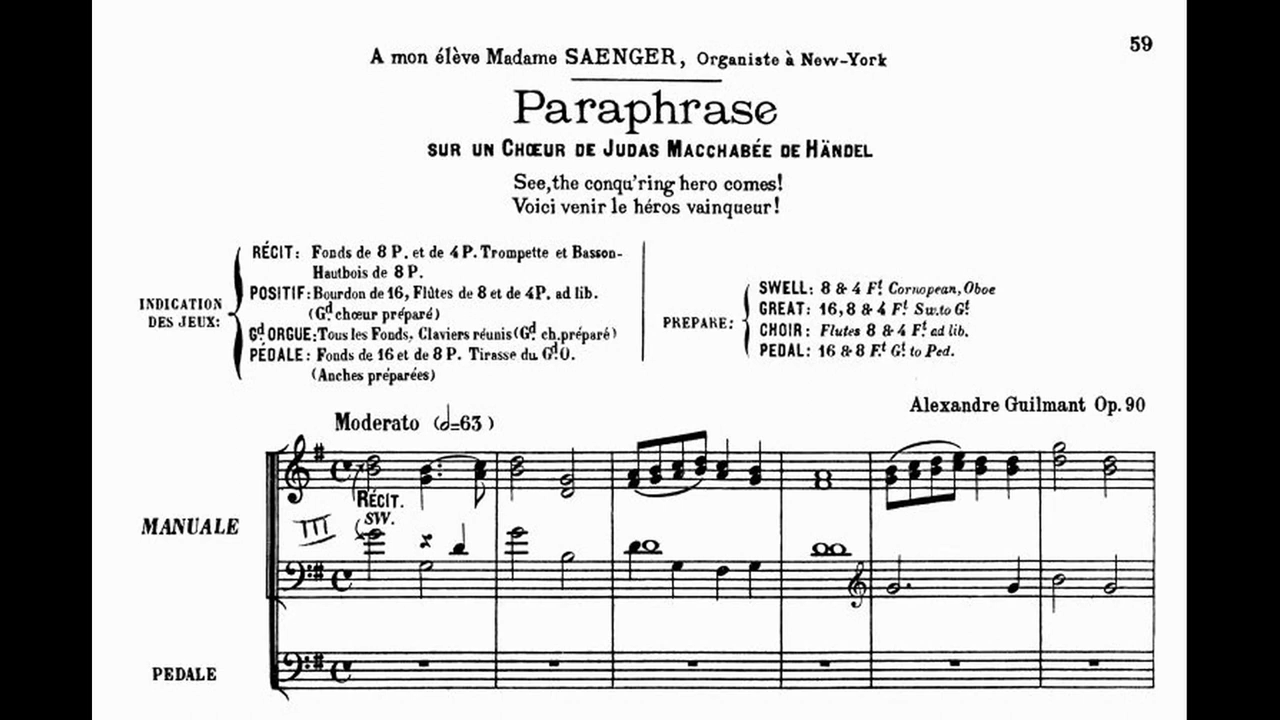 59
A mon élève Madame SAENGER, Organiste à New-York
Paraphrase
SUR UN CHŒUR DE JUDAS MACCHABÉE DE HÄNDEL
See, the conqu'ring hero comes!
Voici venir le héros vainqueur!
INDICATION DES JEUX:
RÉCIT: Fonds de 8 P. et de 4 P. Trompette et Basson-
Hautbois de 8 P.
POSITIF: Bourdon de 16, Flûtes de 8 et de 4P. ad lib.
(Gd chœur préparé)
Gd ORGUE: Tous les Fonds, Claviers réunis (Gd ch. préparé)
PÉDALE: Fonds de 16 et de 8 P. Tirasse du Gd O.
(Anches préparées)
PREPARE:
SWELL: 8 & 4 Ft Cornopean, Oboe
GREAT: 16, 8 & 4 Ft Sw. to Gt
CHOIR: Flutes 8 & 4 Ft ad lib.
PEDAL: 16 & 8 Ft Gt to Ped.
Alexandre Guilmant Op. 90
Moderato (𝅗𝅥=63)
RÉCIT.
SW.
III
MANUALE
PEDALE